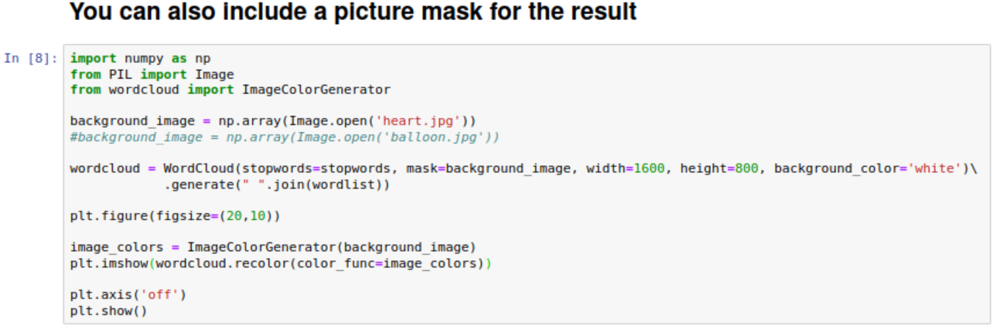 You can also include a picture mask for the result
In [8]:
import numpy as np
from PIL import Image
from wordcloud import ImageColorGenerator
background_image = np.array(Image.open('heart.jpg'))
#background_image = np.array(Image.open('balloon.jpg'))
wordcloud = WordCloud(stopwords=stopwords, mask=background_image, width=1600, height=800, background_color='white')\
.generate(" ".join(wordlist))
plt.figure(figsize=(20,10))
image_colors = ImageColorGenerator(background_image)
plt.imshow(wordcloud.recolor(color_func=image_colors))
plt.axis('off')
plt.show()